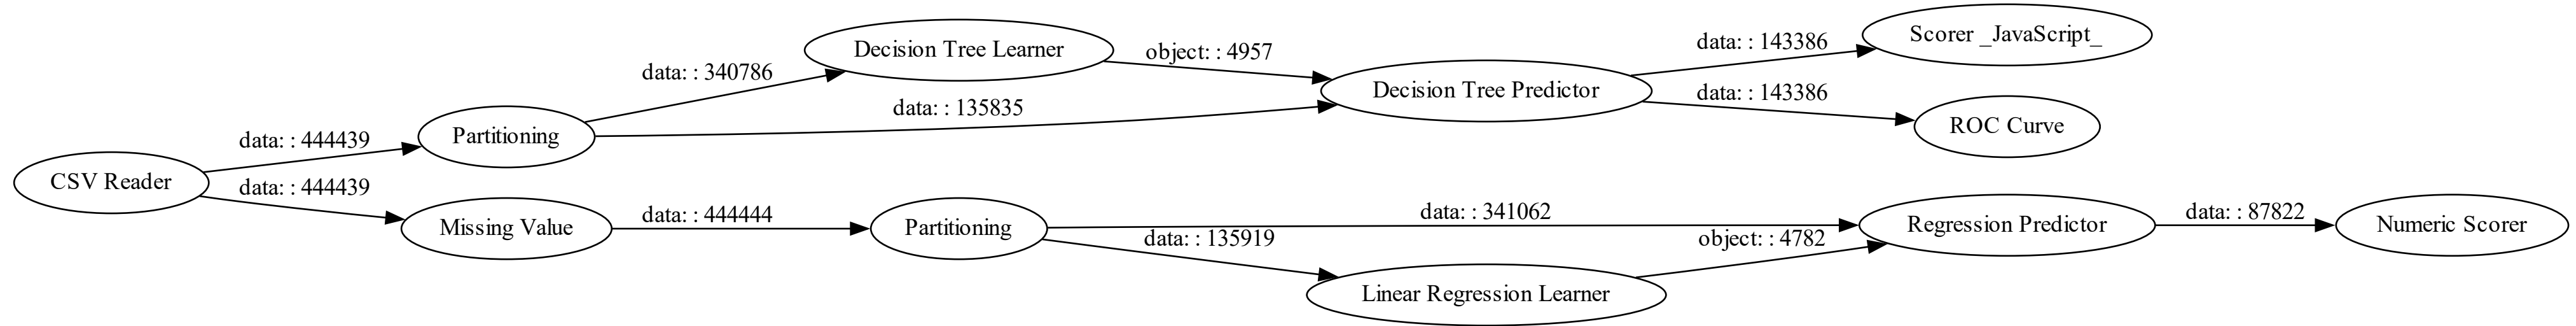 CSV Reader
data: : 444439
data: : 444439
Partitioning
Missing Value
data: : 340786
data: : 135835
data: : 444444
Decision Tree Learner
Partitioning
object: : 4957
data: : 341062
data: : 135919
Decision Tree Predictor
Linear Regression Learner
data: : 143386
data: : 143386
object: : 4782
Scorer _JavaScript_
ROC Curve
Regression Predictor
data: : 87822
Numeric Scorer